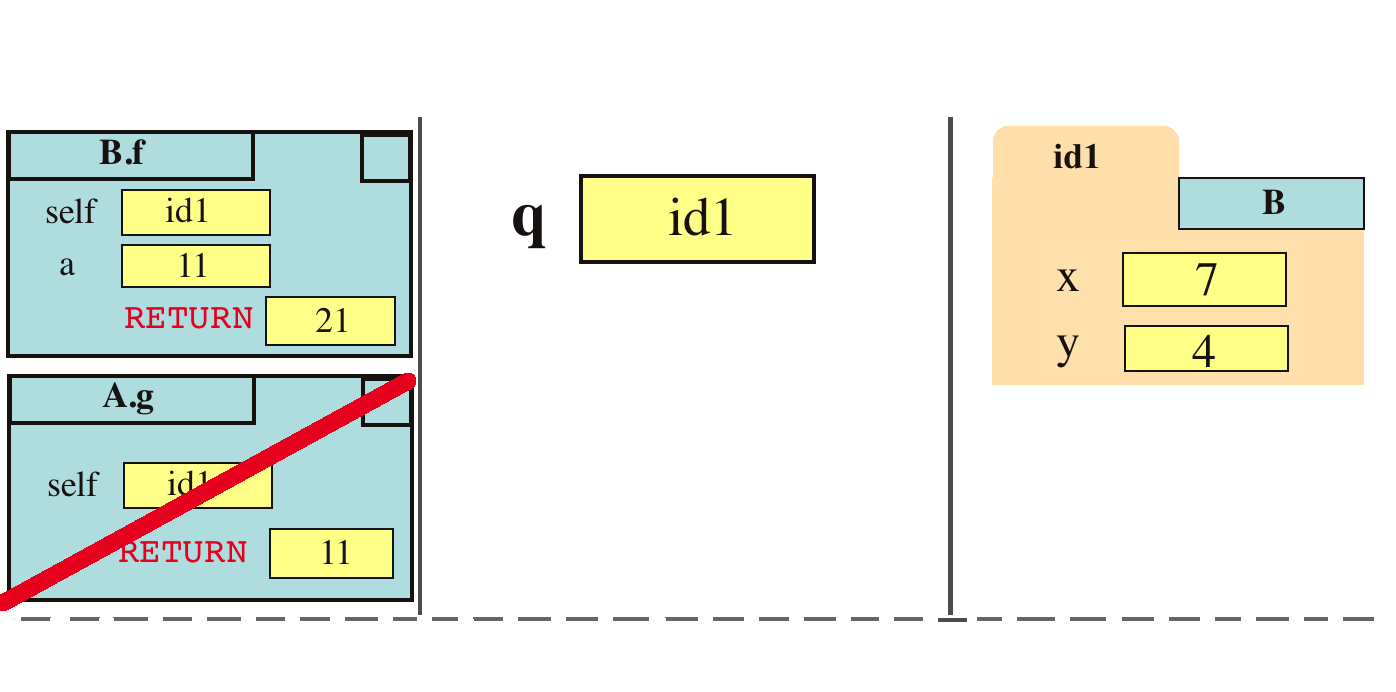 B.f
self id1
a 11
RETURN 21
A.g
self id1
RETURN 11
q id1
id1
B
x 7
y 4